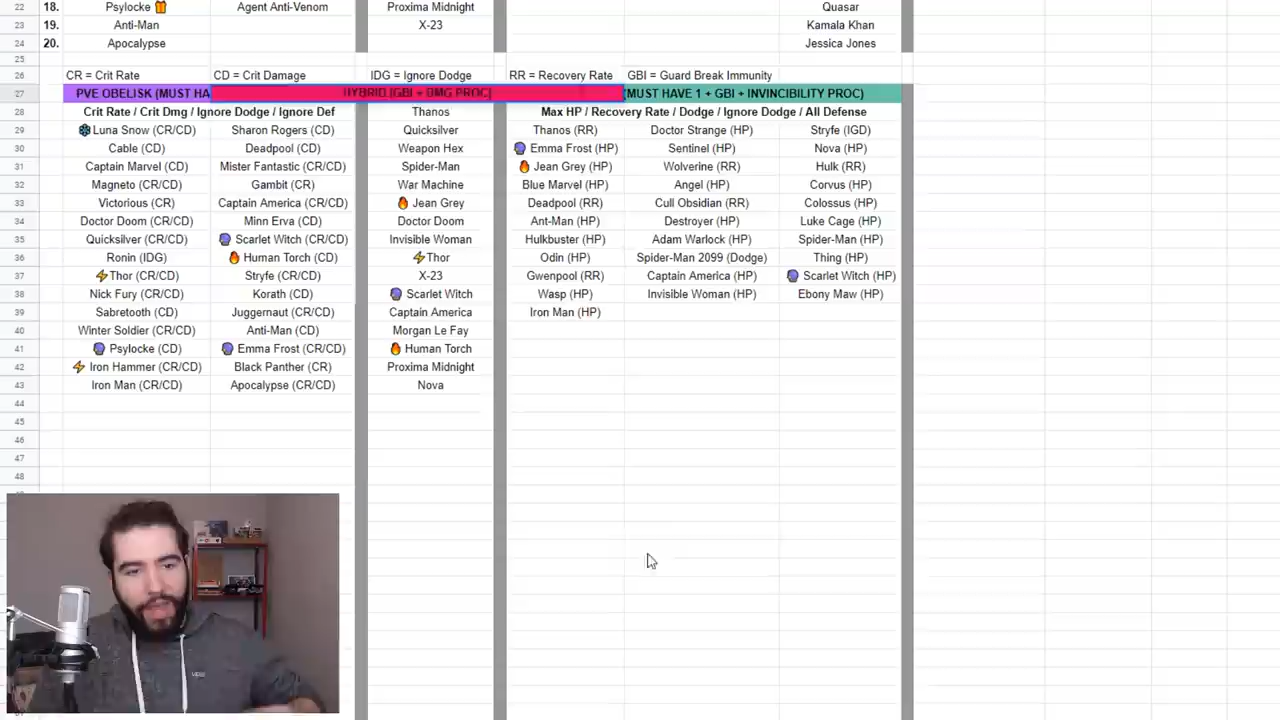 22 18. Psylocke Agent Anti-Venom Proxima Midnight Quasar
23 19. Anti-Man X-23 Kamala Khan
24 20. Apocalypse Jessica Jones
25
26 CR = Crit Rate CD = Crit Damage IDG = Ignore Dodge RR = Recovery Rate GBI = Guard Break Immunity
27 PVE OBELISK (MUST HA HYBRID [GBI + DMG PROC] (MUST HAVE 1 + GBI + INVINCIBILITY PROC)
28 Crit Rate / Crit Dmg / Ignore Dodge / Ignore Def Thanos Max HP / Recovery Rate / Dodge / Ignore Dodge / All Defense
29 Luna Snow (CR/CD) Sharon Rogers (CD) Quicksilver Thanos (RR) Doctor Strange (HP) Stryfe (IGD)
30 Cable (CD) Deadpool (CD) Weapon Hex Emma Frost (HP) Sentinel (HP) Nova (HP)
31 Captain Marvel (CD) Mister Fantastic (CR/CD) Spider-Man Jean Grey (HP) Wolverine (RR) Hulk (RR)
32 Magneto (CR/CD) Gambit (CR) War Machine Blue Marvel (HP) Angel (HP) Corvus (HP)
33 Victorious (CR) Captain America (CR/CD) Jean Grey Deadpool (RR) Cull Obsidian (RR) Colossus (HP)
34 Doctor Doom (CR/CD) Minn Erva (CD) Doctor Doom Ant-Man (HP) Destroyer (HP) Luke Cage (HP)
35 Quicksilver (CR/CD) Scarlet Witch (CR/CD) Invisible Woman Hulkbuster (HP) Adam Warlock (HP) Spider-Man (HP)
36 Ronin (IDG) Human Torch (CD) Thor Odin (HP) Spider-Man 2099 (Dodge) Thing (HP)
37 Thor (CR/CD) Stryfe (CR/CD) X-23 Gwenpool (RR) Captain America (HP) Scarlet Witch (HP)
38 Nick Fury (CR/CD) Korath (CD) Scarlet Witch Wasp (HP) Invisible Woman (HP) Ebony Maw (HP)
39 Sabretooth (CD) Juggernaut (CR/CD) Captain America Iron Man (HP)
40 Winter Soldier (CR/CD) Anti-Man (CD) Morgan Le Fay
41 Psylocke (CD) Emma Frost (CR/CD) Human Torch
42 Iron Hammer (CR/CD) Black Panther (CR) Proxima Midnight
43 Iron Man (CR/CD) Apocalypse (CR/CD) Nova
44
45
46
47
48